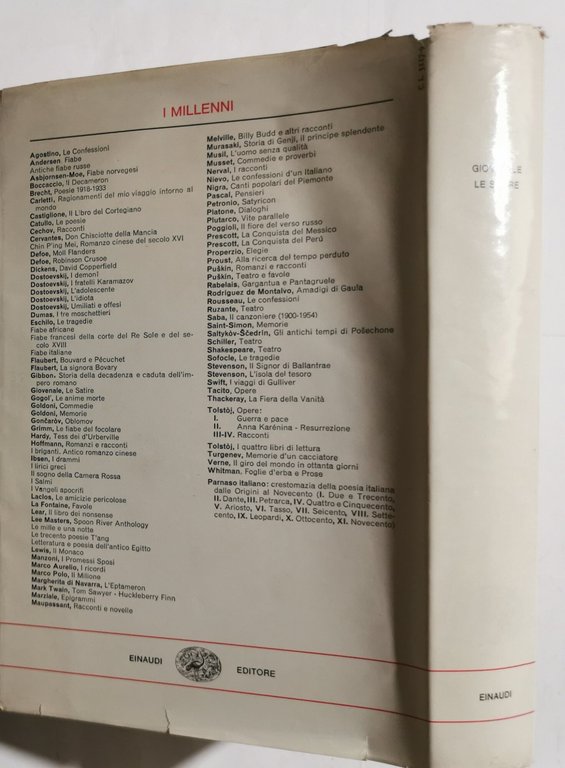 I MILLENNI
Agostino, Le Confessioni
Andersen, Fiabe
Antiche fiabe russe
Asbjornsen-Moe, Fiabe norvegesi
Boccaccio, Il Decameron
Brecht, Poesie 1918-1933
Carletti, Ragionamenti del mio viaggio intorno al
mondo
Castiglione, Il Libro del Cortegiano
Catullo, Le poesie
Cechov, Racconti
Cervantes, Don Chisciotte della Mancia
Chin P'ing Mei, Romanzo cinese del secolo XVI
Defoe, Moll Flanders
Defoe, Robinson Crusoe
Dickens, David Copperfield
Dostoevskij, I demoni
Dostoevskij, I fratelli Karamazov
Dostoevskij, L'adolescente
Dostoevskij, L'idiota
Dostoevskij, Umiliati e offesi
Dumas, I tre moschettieri
Eschilo, Le tragedie
Fiabe africane
Fiabe francesi della corte del Re Sole e del se-
colo XVIII
Fiabe italiane
Flaubert, Bouvard e Pécuchet
Flaubert, La signora Bovary
Gibbon, Storia della decadenza e caduta dell'im-
pero romano
Giovenale, Le Satire
Gogol', Le anime morte
Goldoni, Commedie
Goldoni, Memorie
Gončaròv, Oblomov
Grimm, Le fiabe del focolare
Hardy, Tess dei d'Urberville
Hoffmann, Romanzi e racconti
I briganti. Antico romanzo cinese
Ibsen, I drammi
I lirici greci
Il sogno della Camera Rossa
I Salmi
I Vangeli apocrifi
Laclos, Le amicizie pericolose
La Fontaine, Favole
Lear, Il libro dei nonsense
Lee Masters, Spoon River Anthology
Le mille e una notte
Le trecento poesie T'ang
Letteratura e poesia dell'antico Egitto
Lewis, Il Monaco
Manzoni, I Promessi Sposi
Marco Aurelio, I ricordi
Marco Polo, Il Milione
Margherita di Navarra, L'Eptameron
Mark Twain, Tom Sawyer - Huckleberry Finn
Marziale, Epigrammi
Maupassant, Racconti e novelle
Melville, Billy Budd e altri racconti
Murasaki, Storia di Genji, il principe splendente
Musil, L'uomo senza qualità
Musset, Commedie e proverbi
Nerval, I racconti
Nievo, Le confessioni d'un italiano
Nigra, Canti popolari del Piemonte
Pascal, Pensieri
Petronio, Satyricon
Platone, Dialoghi
Plutarco, Vite parallele
Poggioli, Il fiore del verso russo
Prescott, La Conquista del Messico
Prescott, La Conquista del Perú
Properzio, Elegie
Proust, Alla ricerca del tempo perduto
Puškin, Romanzi e racconti
Puškin, Teatro e favole
Rabelais, Gargantua e Pantagruele
Rodriguez de Montalvo, Amadigi di Gaula
Rousseau, Le confessioni
Ruzante, Teatro
Saba, Il canzoniere (1900-1954)
Saint-Simon, Memorie
Saltykòv-Ščedrin, Gli antichi tempi di Pošechone
Schiller, Teatro
Shakespeare, Teatro
Sofocle, Le tragedie
Stevenson, Il Signor di Ballantrae
Stevenson, L'isola del tesoro
Swift, I viaggi di Gulliver
Tacito, Opere
Thackeray, La Fiera della Vanità
Tolstòj, Opere:
I. Guerra e pace
II. Anna Karénina - Resurrezione
III-IV. Racconti
Tolstòj, I quattro libri di lettura
Turgenev, Memorie d'un cacciatore
Verne, Il giro del mondo in ottanta giorni
Whitman, Foglie d'erba e Prose
Parnaso italiano: crestomazia della poesia italiana
dalle Origini al Novecento (I. Due e Trecento,
II. Dante, III. Petrarca, IV. Quattro e Cinquecento,
V. Ariosto, VI. Tasso, VII. Seicento, VIII. Sette-
cento, IX. Leopardi, X. Ottocento, XI. Novecento)
EINAUDI EDITORE
LE
EINAUDI